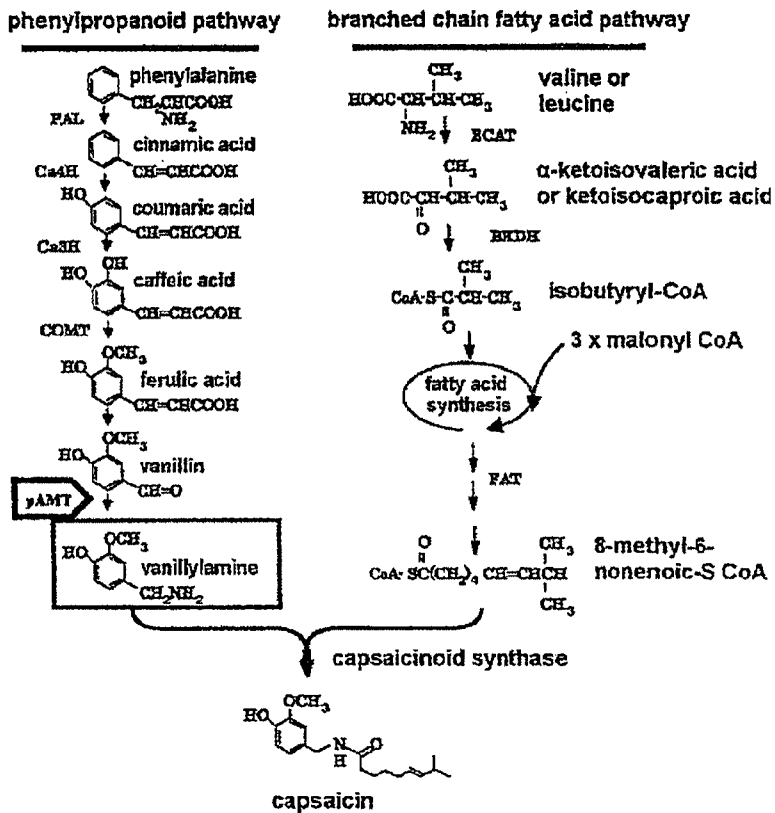 phenylpropanoid pathway
phenylalanine
CH2CHCOOH
NH2
PAL
cinnamic acid
Ca4H
CH=CHCOOH
HO
coumaric acid
CH=CHCOOH
Ca3H
OH
HO
caffeic acid
CH=CHCOOH
COMT
OCH3
HO
ferulic acid
CH=CHCOOH
OCH3
HO
vanillin
CH=O
pAMT
OCH3
HO
vanillylamine
CH2NH2
branched chain fatty acid pathway
CH3
HOOC-CH-CH-CH3
NH2
valine or
leucine
BCAT
CH3
HOOC-C-CH-CH3
O
α-ketoisovaleric acid
or ketoisocaproic acid
CH3
CoA-S-C-CH-CH3
O
isobutyryl-CoA
3 x malonyl CoA
fatty acid
synthesis
FAT
O
CoA- SC(CH2)4 CH=CHCH
CH3
CH3
8-methyl-6-
nonenoic-S CoA
capsaicinoid synthase
OCH3
HO
N
H
O
capsaicin